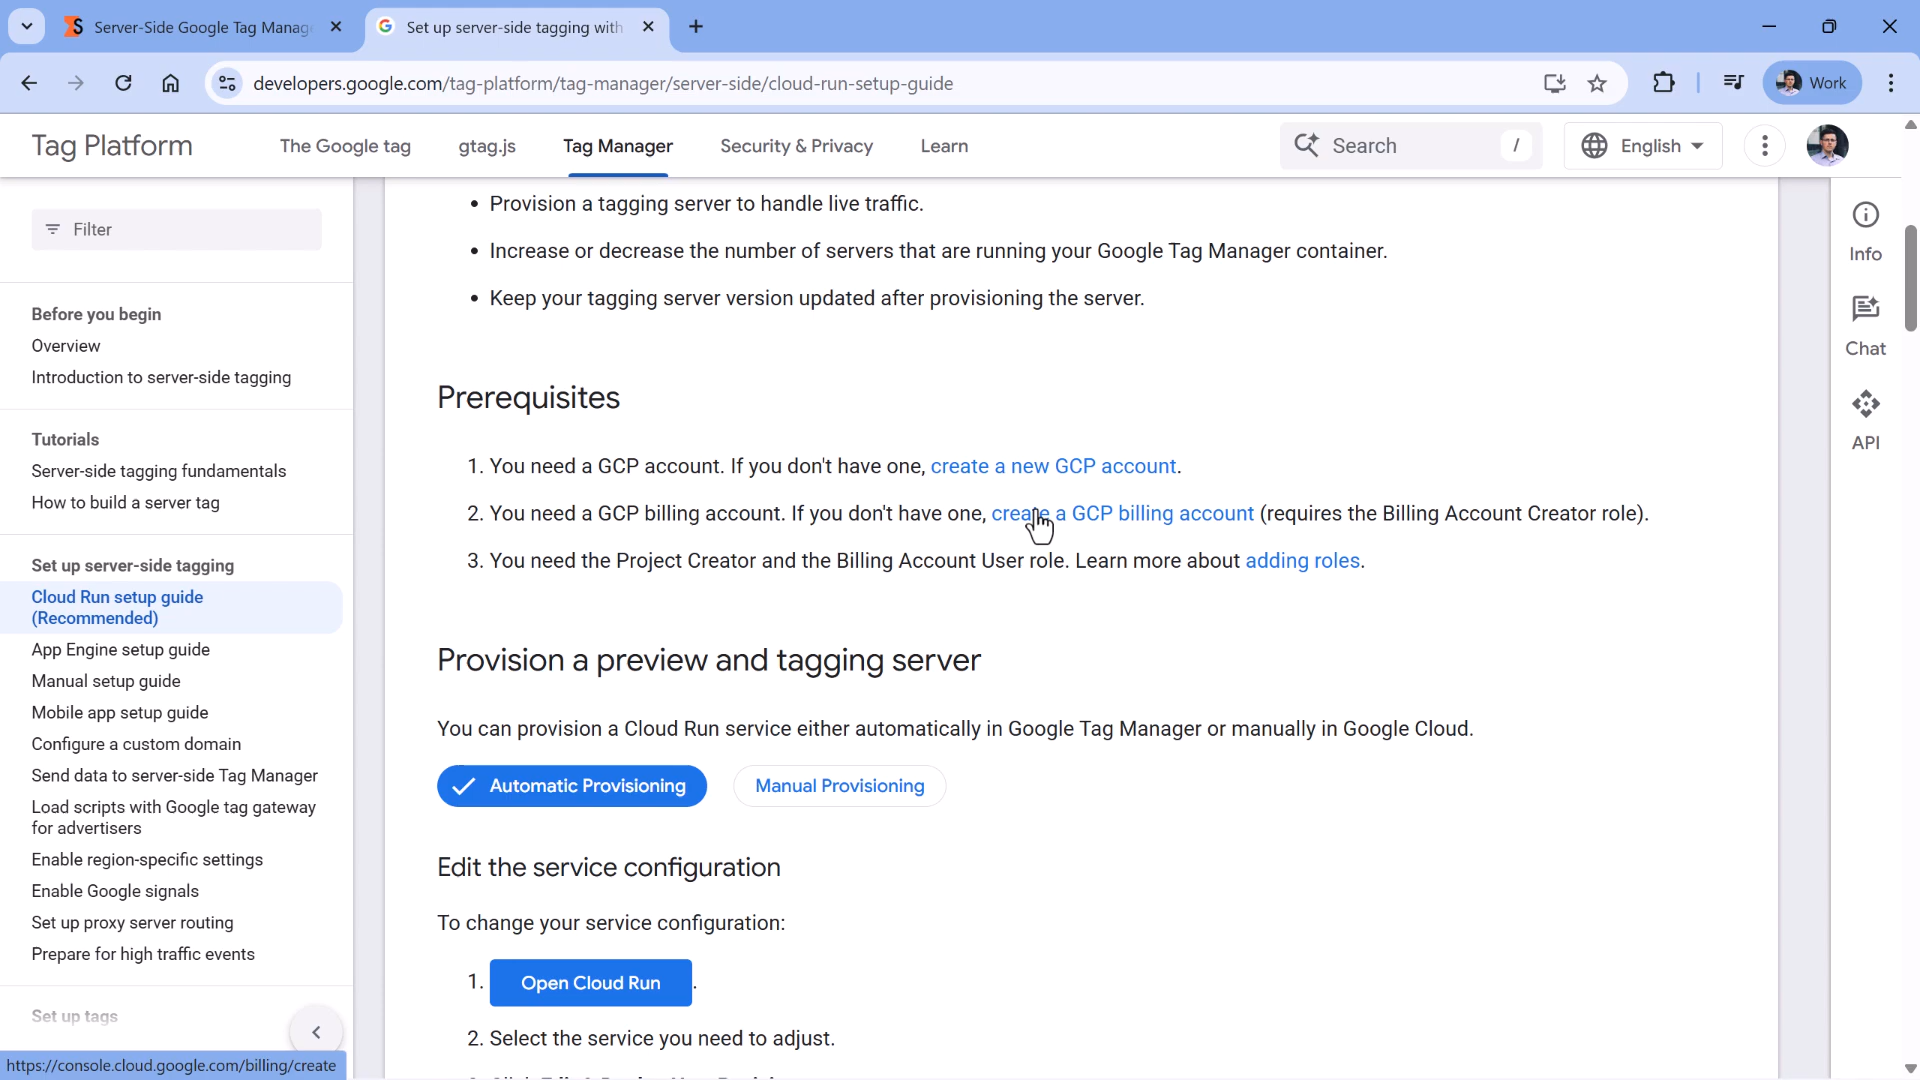 Server-Side Google Tag Manag
Set up server-side tagging with
developers.google.com/tag-platform/tag-manager/server-side/cloud-run-setup-guide
Work
Tag Platform
The Google tag
gtag.js
Tag Manager
Security & Privacy
Learn
Search
/
English
Filter
Before you begin
Overview
Introduction to server-side tagging
Tutorials
Server-side tagging fundamentals
How to build a server tag
Set up server-side tagging
Cloud Run setup guide
(Recommended)
App Engine setup guide
Manual setup guide
Mobile app setup guide
Configure a custom domain
Send data to server-side Tag Manager
Load scripts with Google tag gateway
for advertisers
Enable region-specific settings
Enable Google signals
Set up proxy server routing
Prepare for high traffic events
Set up tags
https://console.cloud.google.com/billing/create
• Provision a tagging server to handle live traffic.
• Increase or decrease the number of servers that are running your Google Tag Manager container.
• Keep your tagging server version updated after provisioning the server.
Prerequisites
1. You need a GCP account. If you don't have one, create a new GCP account.
2. You need a GCP billing account. If you don't have one, create a GCP billing account (requires the Billing Account Creator role).
3. You need the Project Creator and the Billing Account User role. Learn more about adding roles.
Provision a preview and tagging server
You can provision a Cloud Run service either automatically in Google Tag Manager or manually in Google Cloud.
Automatic Provisioning
Manual Provisioning
Edit the service configuration
To change your service configuration:
1. Open Cloud Run.
2. Select the service you need to adjust.
Info
Chat
API